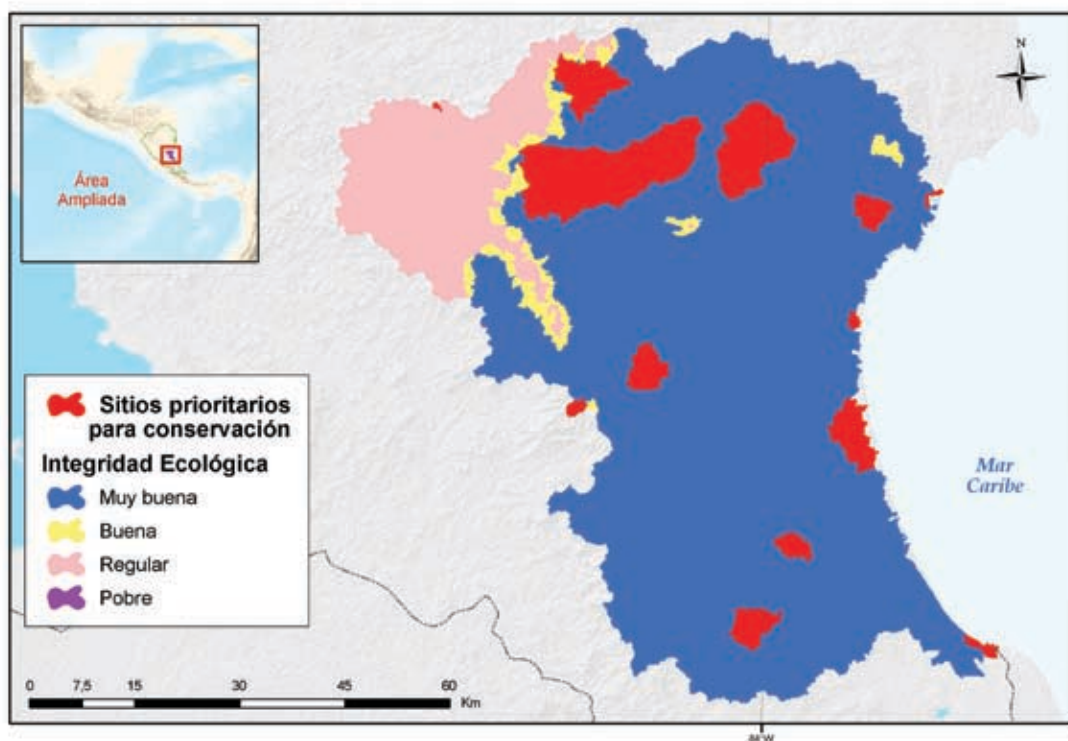 Área
Ampliada
N
Sitios prioritarios
para conservación
Integridad Ecológica
Muy buena
Buena
Regular
Pobre
Mar
Caribe
0 7,5 15 30 45 60
Km